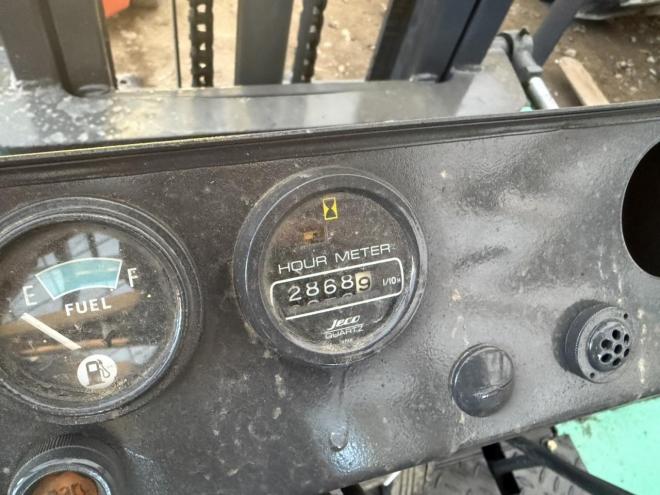 E F
FUEL
HOUR METER
28689 1/10H
Jeco
QUARTZ